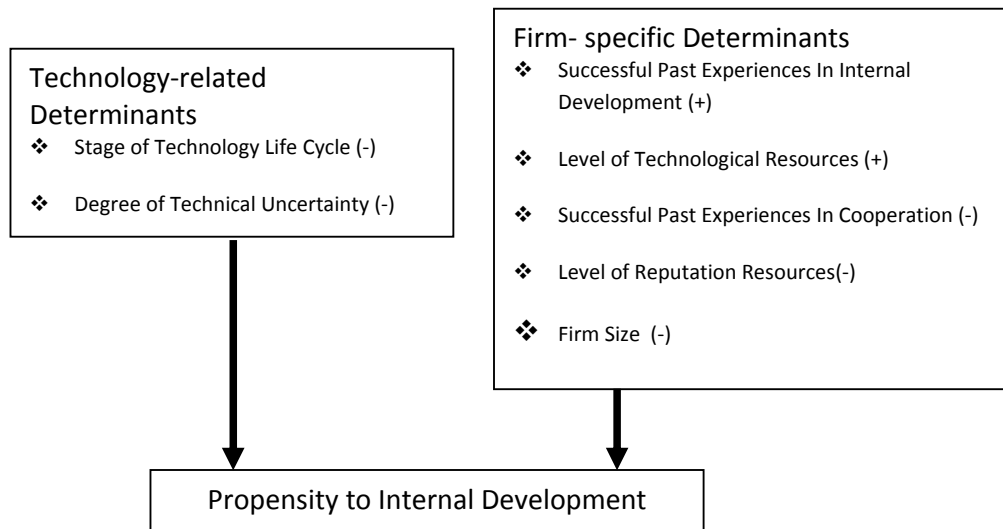 Technology-related
Determinants
❖ Stage of Technology Life Cycle (-)
❖ Degree of Technical Uncertainty (-)
Firm- specific Determinants
❖ Successful Past Experiences In Internal
Development (+)
❖ Level of Technological Resources (+)
❖ Successful Past Experiences In Cooperation (-)
❖ Level of Reputation Resources(-)
❖ Firm Size (-)
Propensity to Internal Development